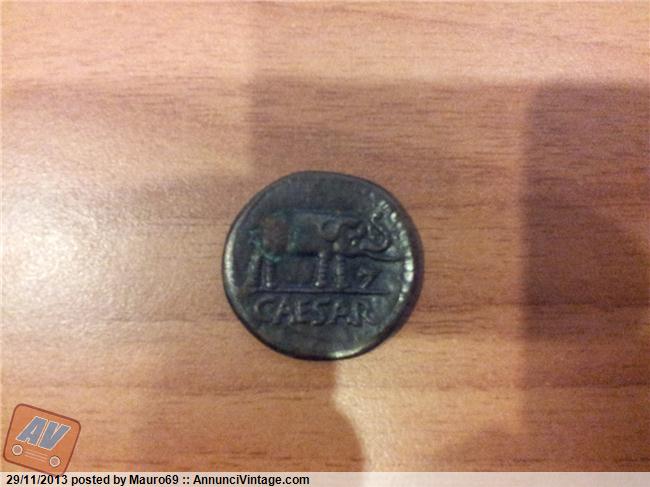 CAESAR
AV
29/11/2013 posted by Mauro69 :: AnnunciVintage.com